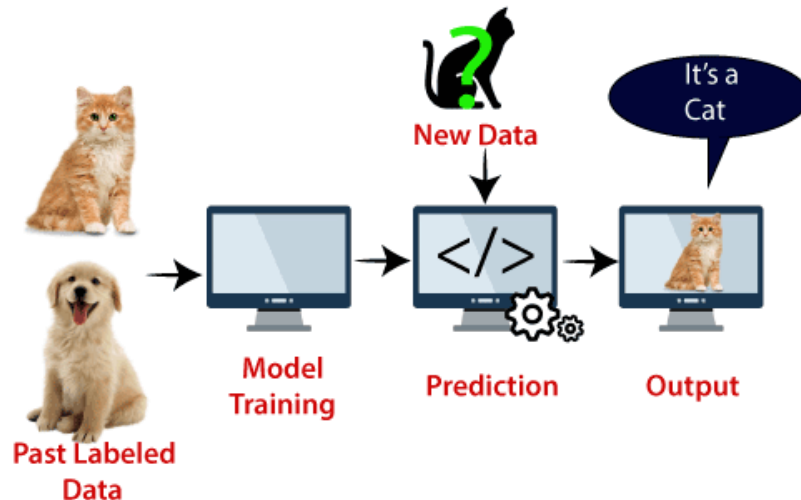 ?
New Data
It's a
Cat
</>
Model
Training
Prediction
Output
Past Labeled
Data